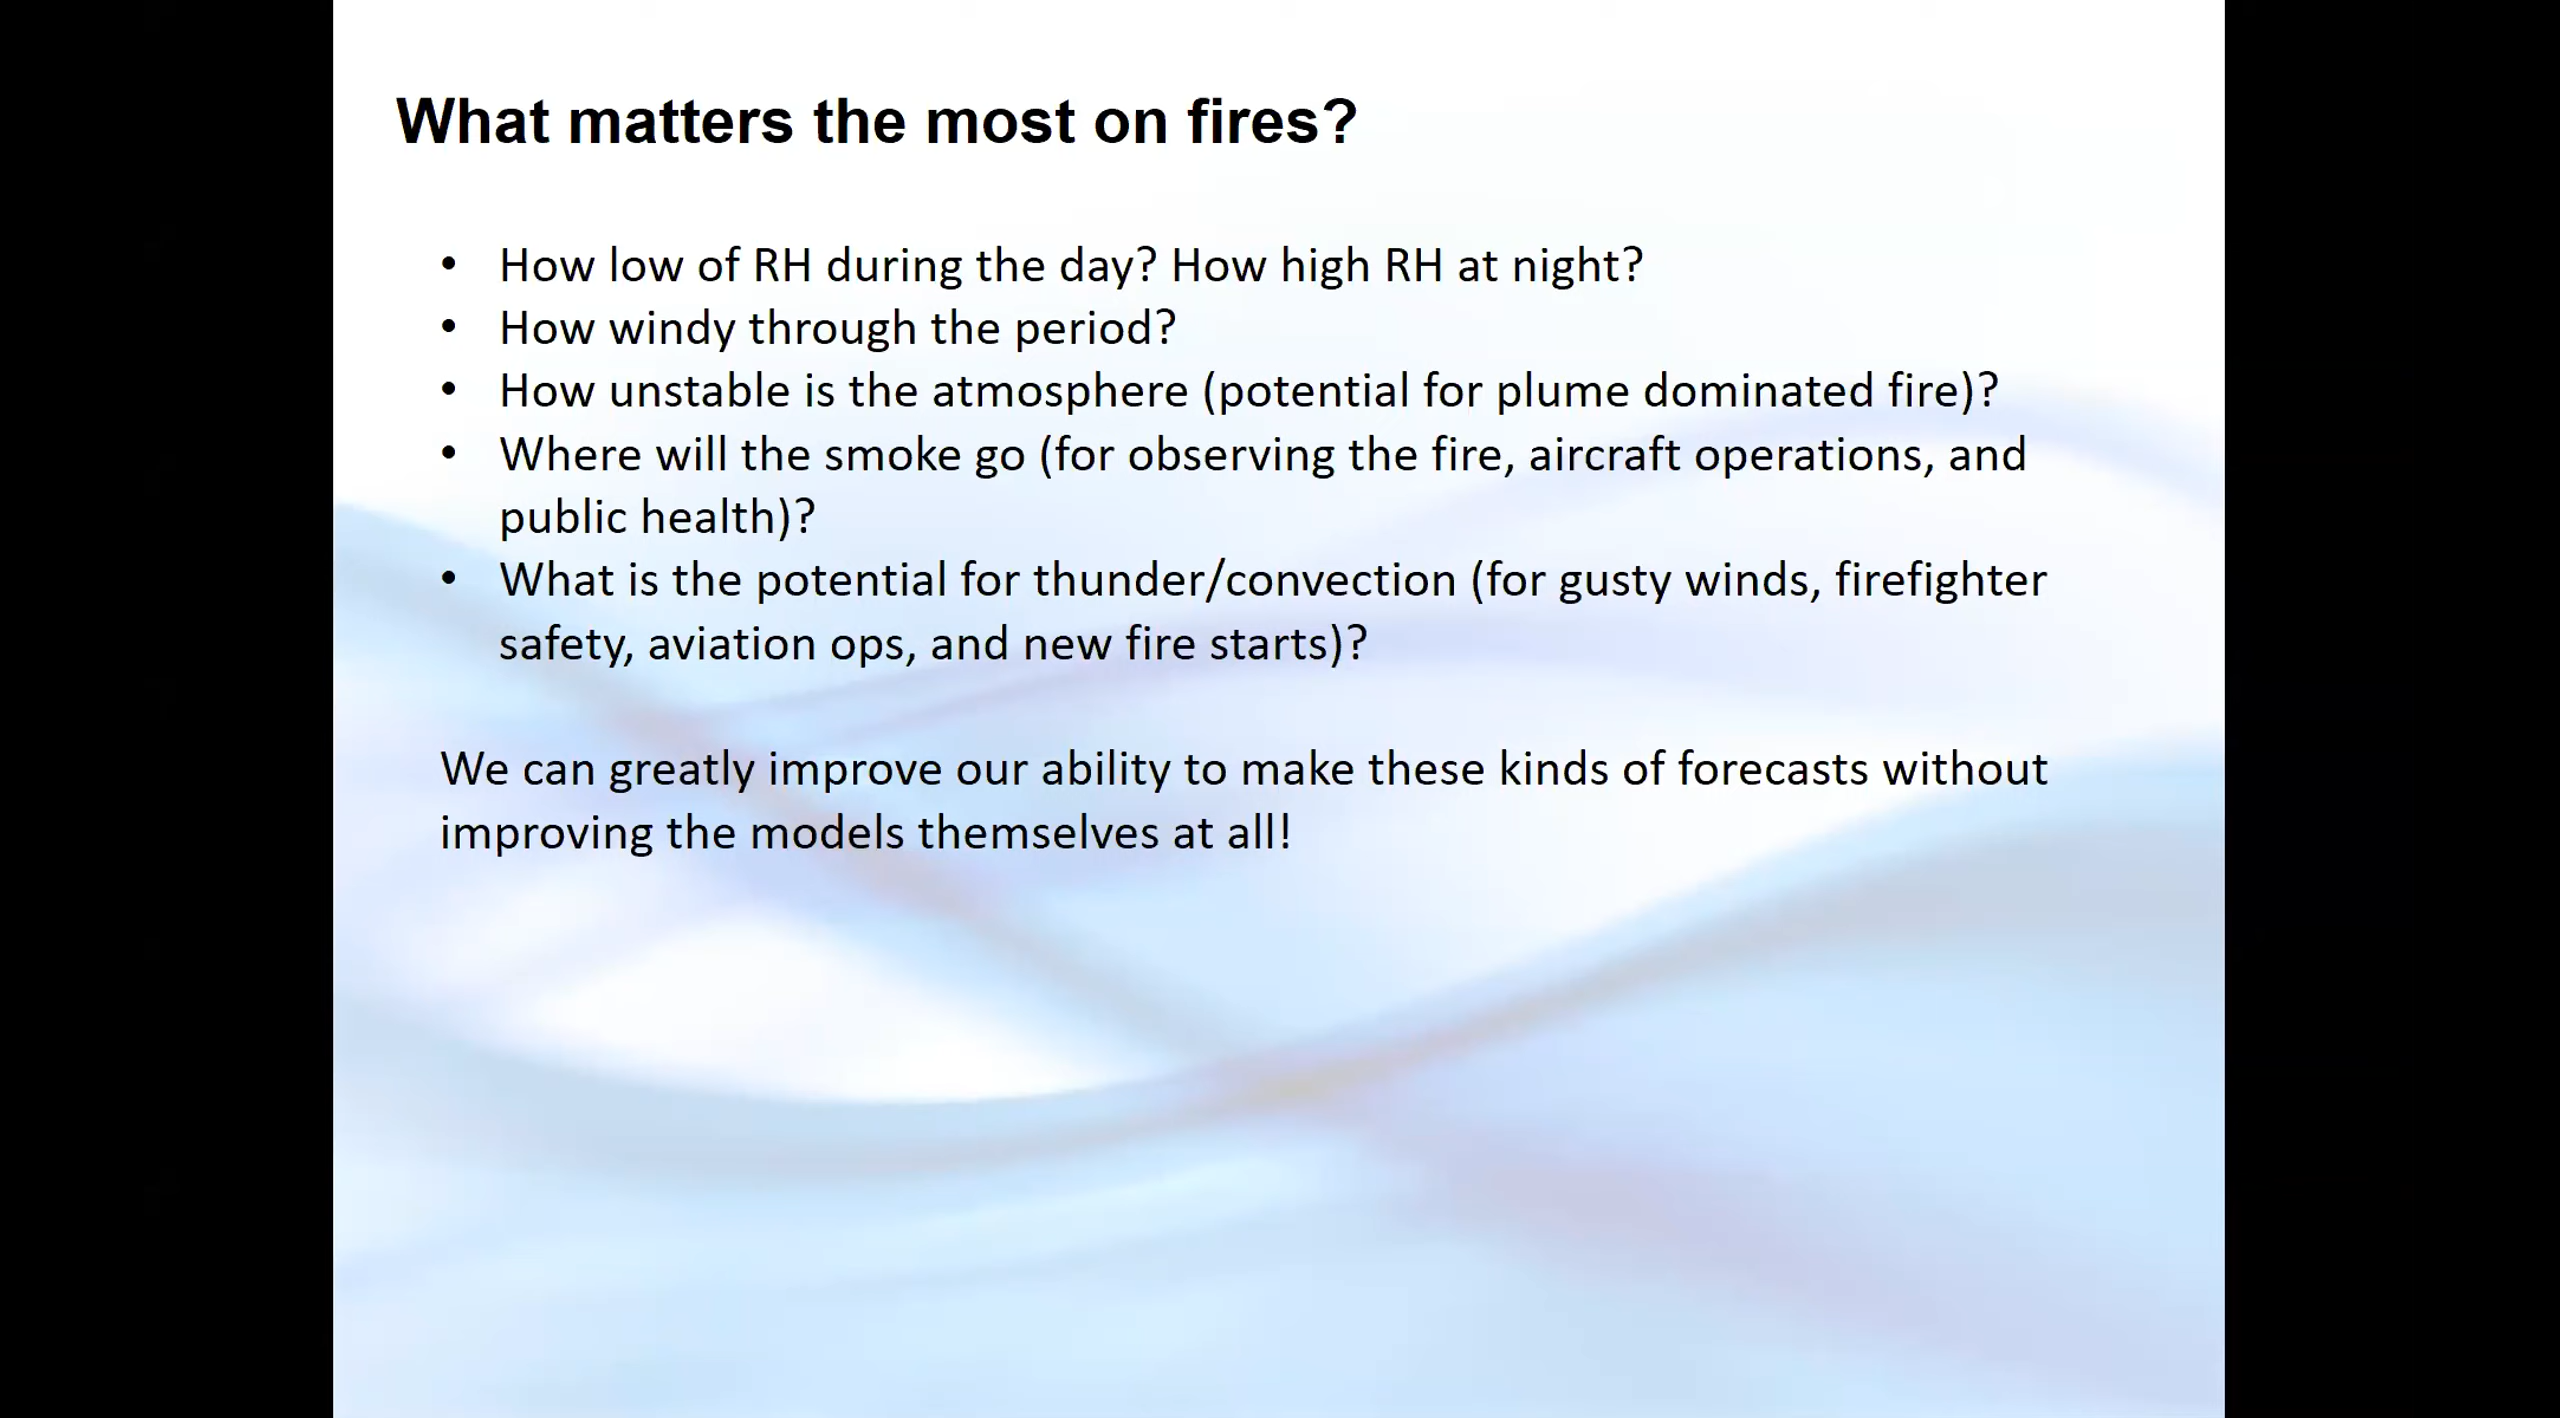 What matters the most on fires?
• How low of RH during the day? How high RH at night?
• How windy through the period?
• How unstable is the atmosphere (potential for plume dominated fire)?
• Where will the smoke go (for observing the fire, aircraft operations, and
public health)?
• What is the potential for thunder/convection (for gusty winds, firefighter
safety, aviation ops, and new fire starts)?
We can greatly improve our ability to make these kinds of forecasts without
improving the models themselves at all!